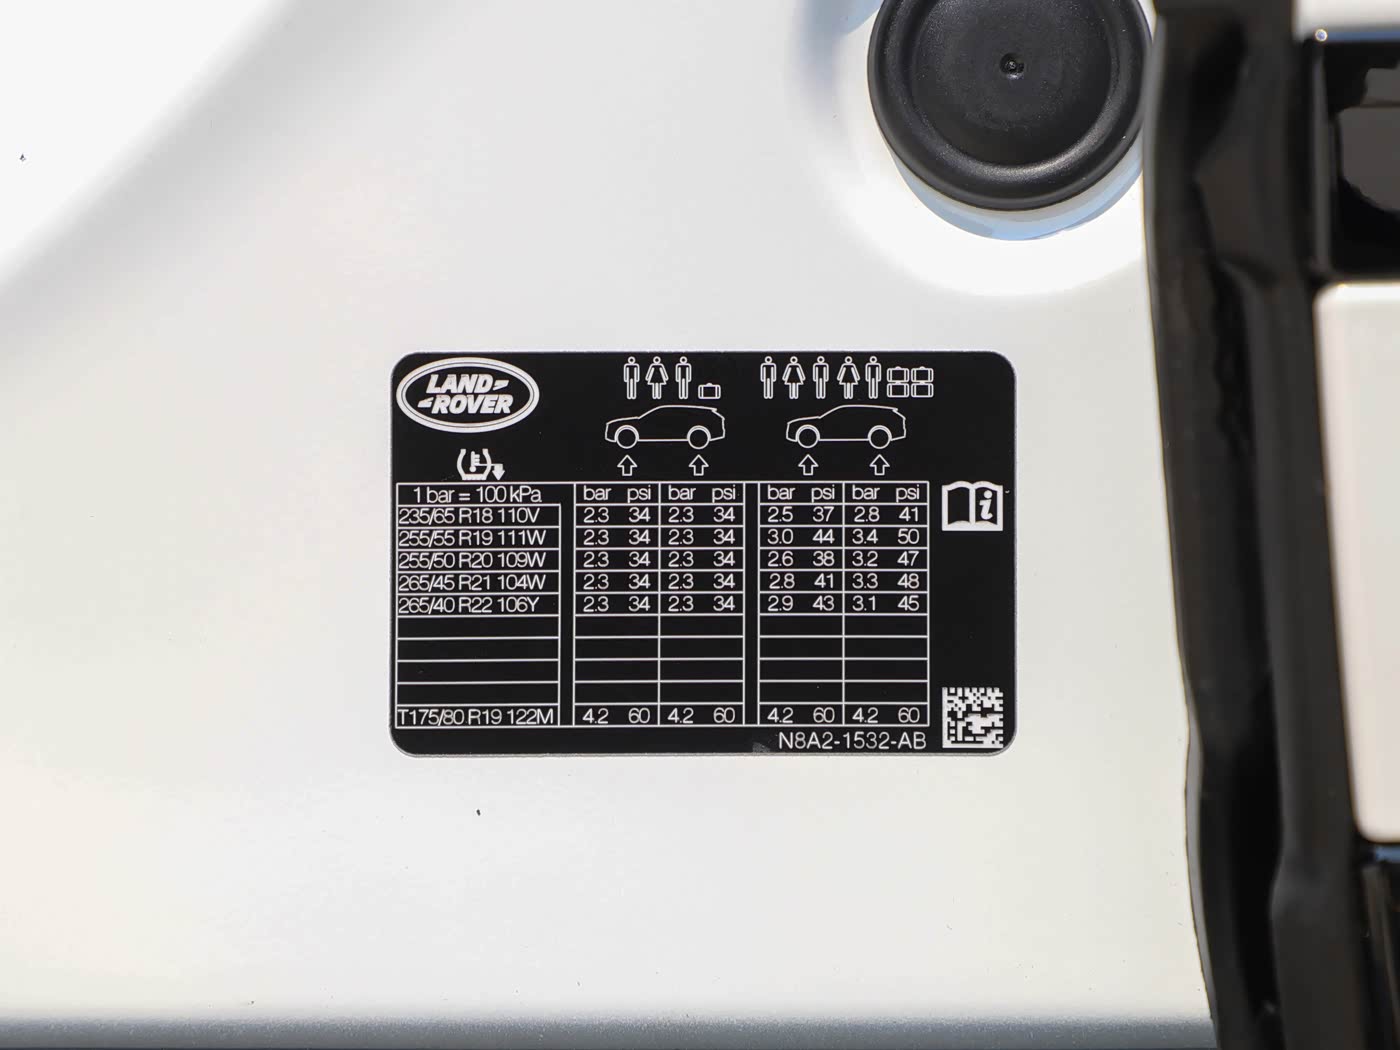 LAND-
-ROVER
1 bar = 100 kPa bar psi bar psi bar psi bar psi
235/65 R18 110V 2.3 34 2.3 34 2.5 37 2.8 41
255/55 R19 111W 2.3 34 2.3 34 3.0 44 3.4 50
255/50 R20 109W 2.3 34 2.3 34 2.6 38 3.2 47
265/45 R21 104W 2.3 34 2.3 34 2.8 41 3.3 48
265/40 R22 106Y 2.3 34 2.3 34 2.9 43 3.1 45
T175/80 R19 122M 4.2 60 4.2 60 4.2 60 4.2 60
N8A2-1532-AB